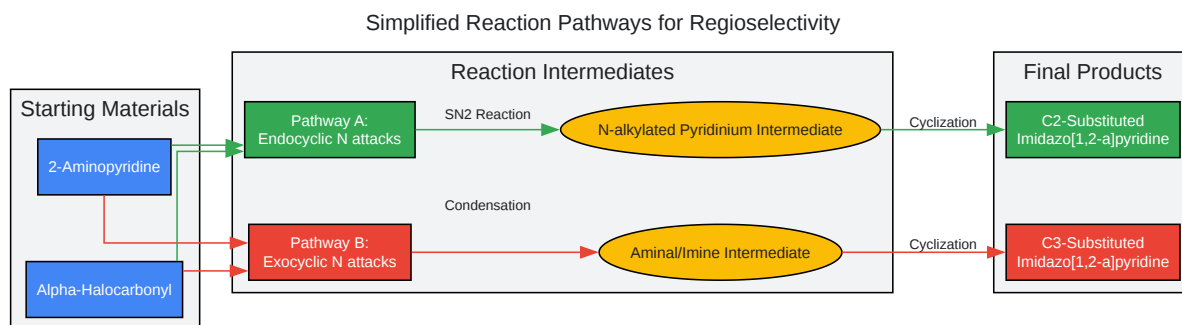 Simplified Reaction Pathways for Regioselectivity
Starting Materials
2-Aminopyridine
Alpha-Halocarbonyl
Reaction Intermediates
Pathway A:
Endocyclic N attacks
SN2 Reaction
N-alkylated Pyridinium Intermediate
Cyclization
Condensation
Pathway B:
Exocyclic N attacks
Aminal/Imine Intermediate
Cyclization
Final Products
C2-Substituted
Imidazo[1,2-a]pyridine
C3-Substituted
Imidazo[1,2-a]pyridine